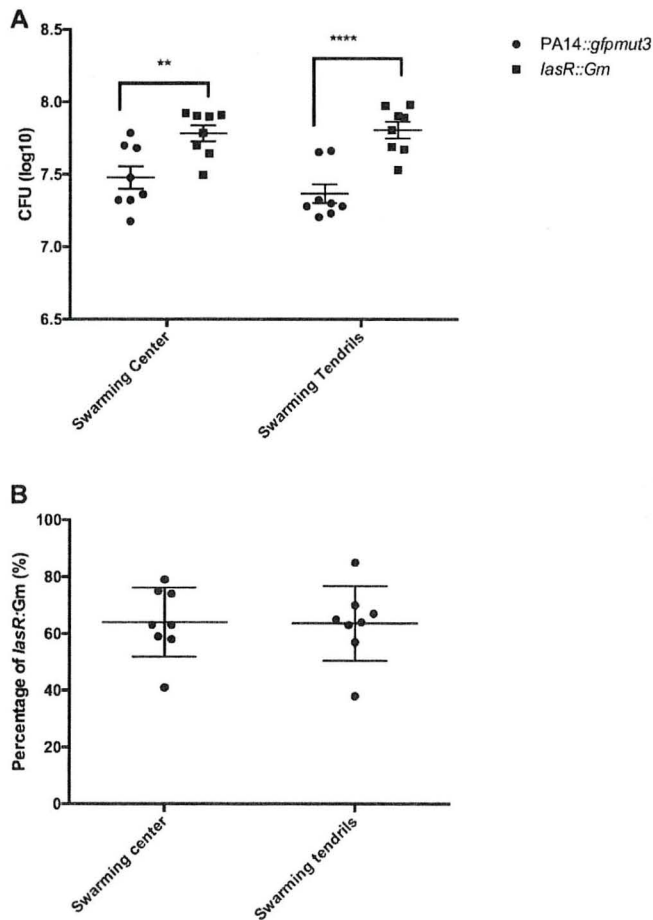 A
8.5
8.0
7.5
7.0
6.5
CFU (log10)
**
****
PA14::gfpmut3
lasR::Gm
Swarming Center
Swarming Tendrils
B
100
80
60
40
20
0
Percentage of lasR:Gm (%)
Swarming center
Swarming tendrils